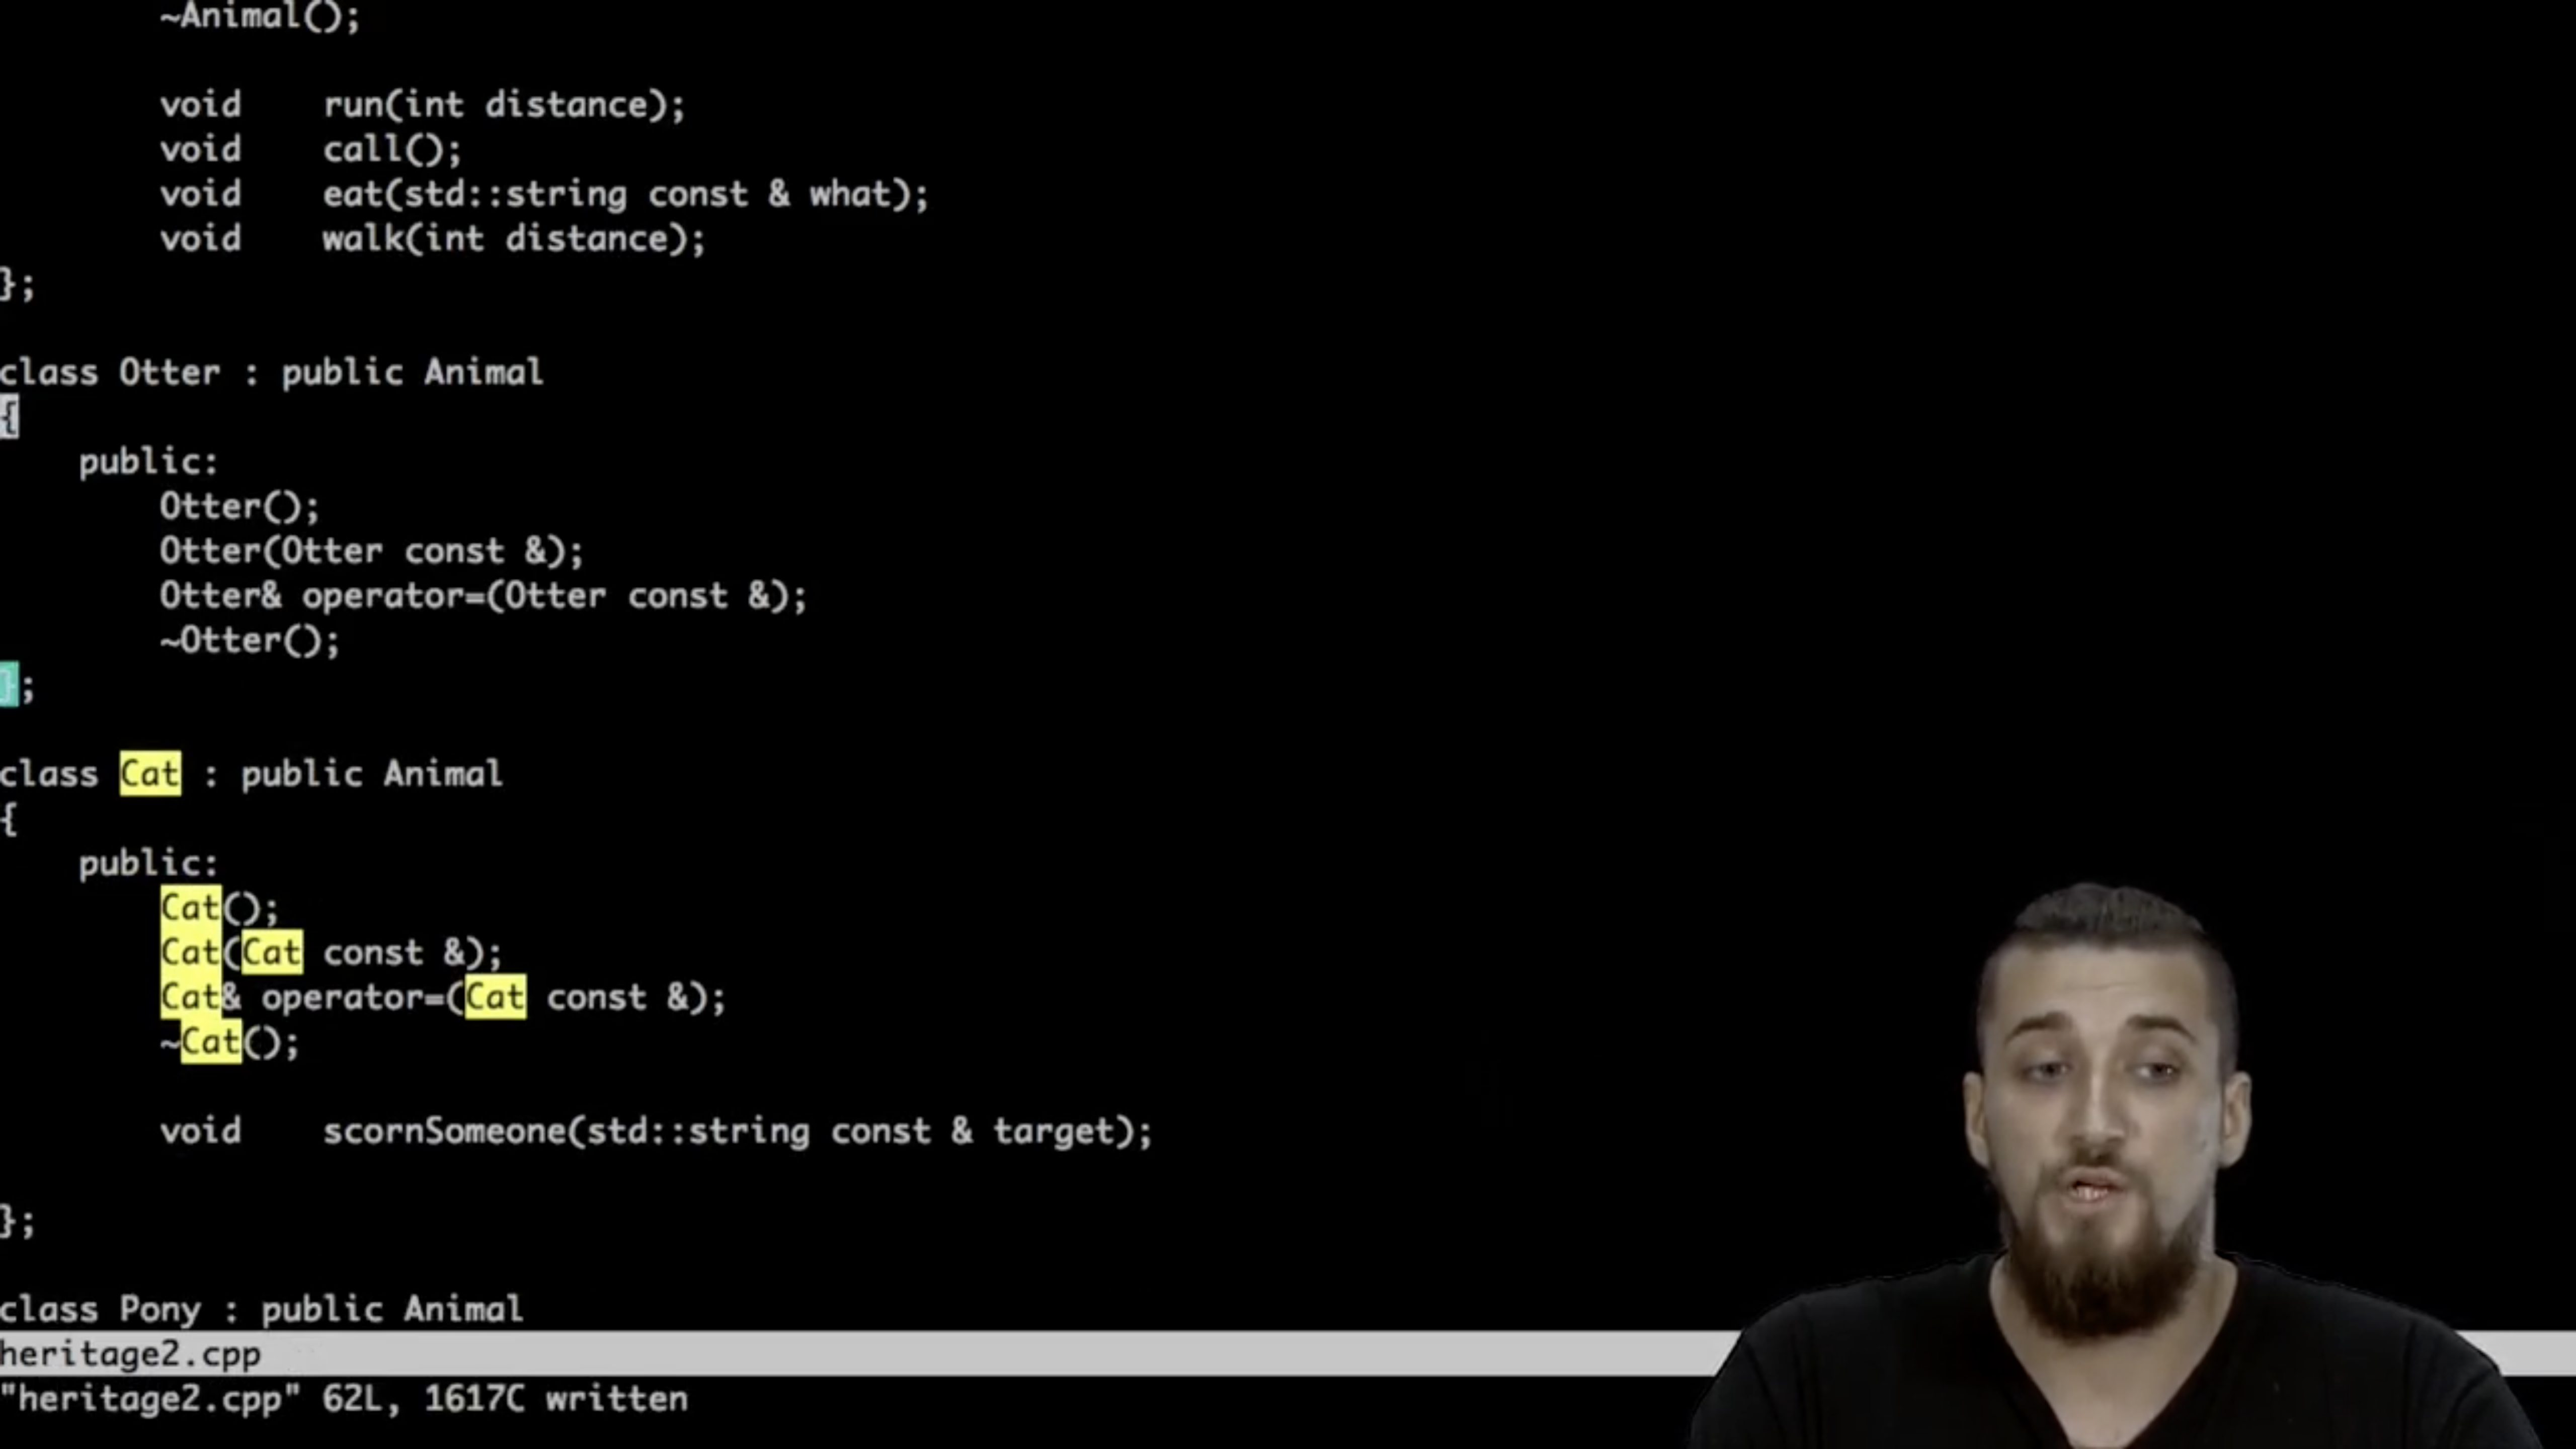 ~Animal();
void run(int distance);
void call();
void eat(std::string const & what);
void walk(int distance);
};
class Otter : public Animal
{
public:
Otter();
Otter(Otter const &);
Otter& operator=(Otter const &);
~Otter();
};
class Cat : public Animal
{
public:
Cat();
Cat(Cat const &);
Cat& operator=(Cat const &);
~Cat();
void scornSomeone(std::string const & target);
};
class Pony : public Animal
heritage2.cpp
"heritage2.cpp" 62L, 1617C written